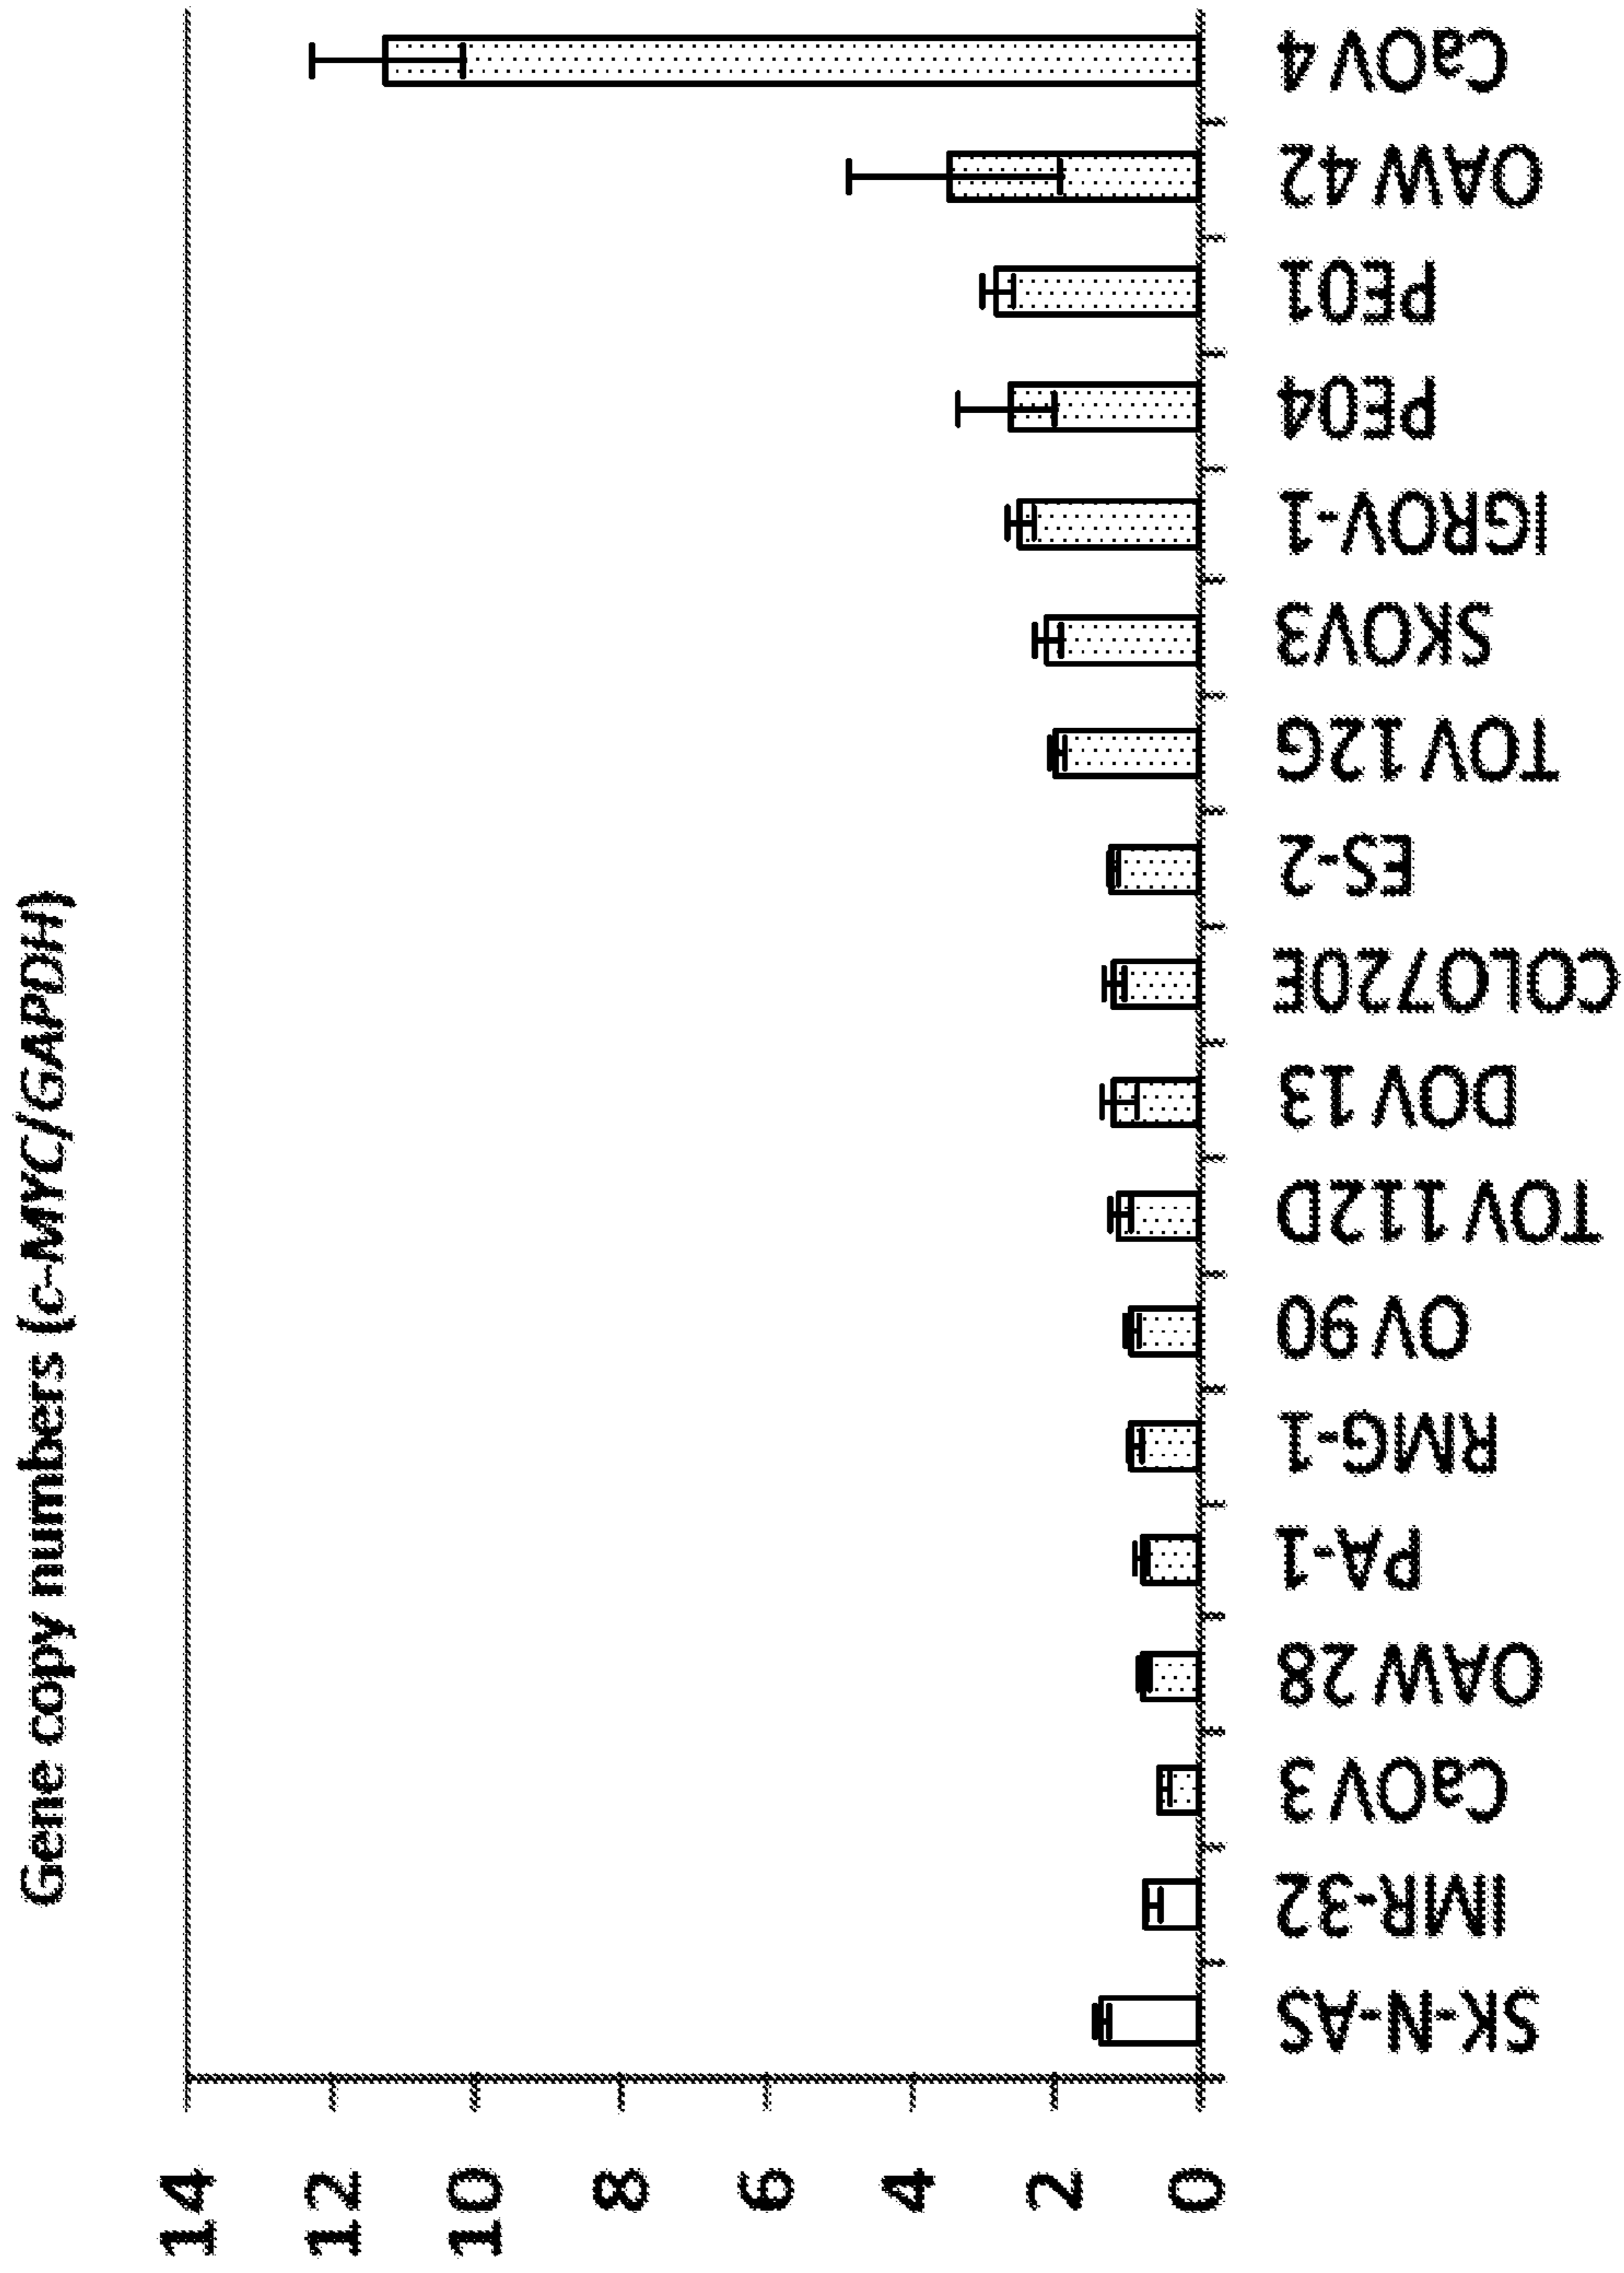 Gene copy numbers (c-MYC/GAPDH)
14
12
10
8
6
4
2
0
SK-N-AS
IMR-32
CaOV 3
OAW 28
PA-1
RMG-1
OV 90
TOV 112D
DOV 13
COLO720E
ES-2
TOV 12G
SKOV3
IGROV-1
PE04
PE01
OAW 42
CaOV 4